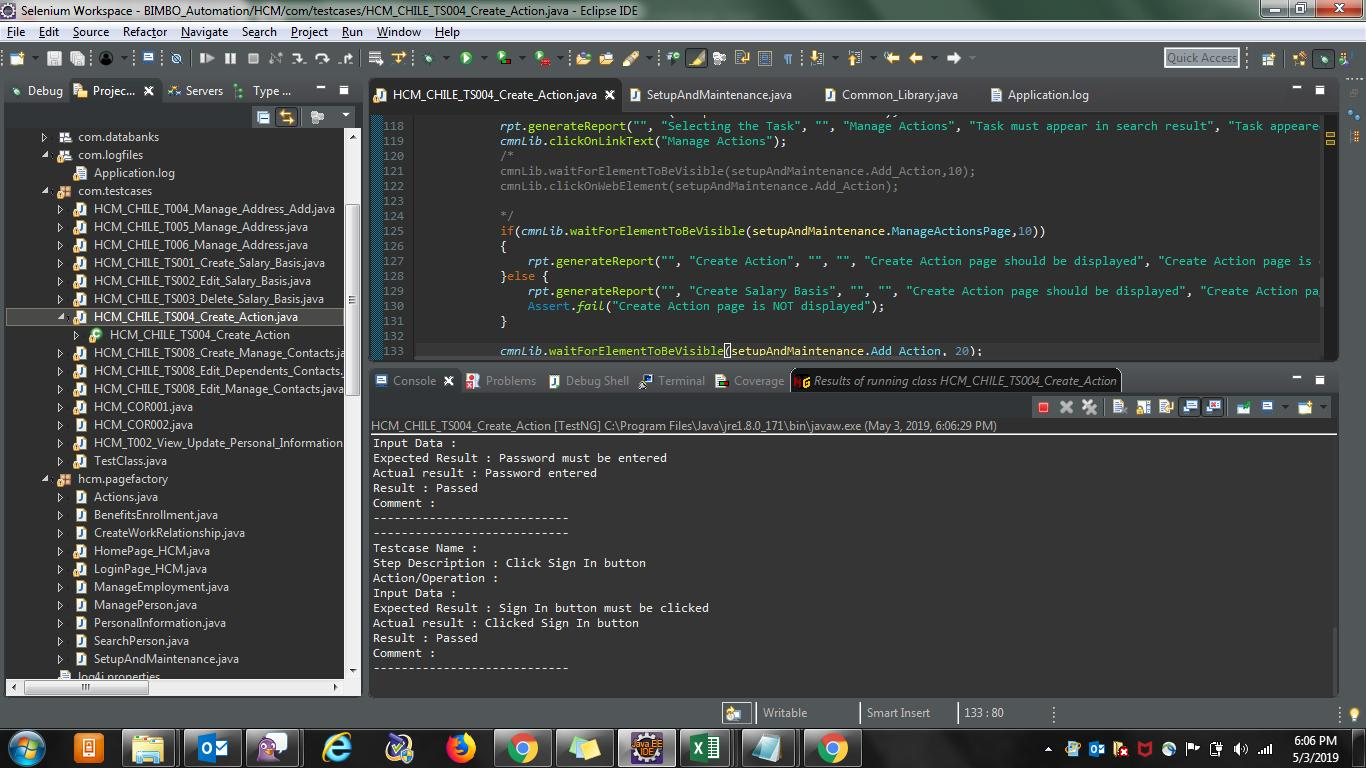 Selenium Workspace - BIMBO_Automation/HCM/com/testcases/HCM_CHILE_TS004_Create_Action.java - Eclipse IDE
File Edit Source Refactor Navigate Search Project Run Window Help
Quick Access
Debug Projec... Servers Type ...
com.databanks
com.logfiles
Application.log
com.testcases
HCM_CHILE_T004_Manage_Address_Add.java
HCM_CHILE_T005_Manage_Address.java
HCM_CHILE_T006_Manage_Address.java
HCM_CHILE_TS001_Create_Salary_Basis.java
HCM_CHILE_TS002_Edit_Salary_Basis.java
HCM_CHILE_TS003_Delete_Salary_Basis.java
HCM_CHILE_TS004_Create_Action.java
HCM_CHILE_TS004_Create_Action
HCM_CHILE_TS008_Create_Manage_Contacts.ja
HCM_CHILE_TS008_Edit_Dependents_Contacts.
HCM_CHILE_TS008_Edit_Manage_Contacts.java
HCM_COR001.java
HCM_COR002.java
HCM_T002_View_Update_Personal_Information
TestClass.java
hcm.pagefactory
Actions.java
BenefitsEnrollment.java
CreateWorkRelationship.java
HomePage_HCM.java
LoginPage_HCM.java
ManageEmployment.java
ManagePerson.java
PersonalInformation.java
SearchPerson.java
SetupAndMaintenance.java
log4j.properties
HCM_CHILE_TS004_Create_Action.java SetupAndMaintenance.java Common_Library.java Application.log
118 rpt.generateReport("", "Selecting the Task", "", "Manage Actions", "Task must appear in search result", "Task appeare
119 cmnLib.clickOnLinkText("Manage Actions");
120 /*
121 cmnLib.waitForElementToBeVisible(setupAndMaintenance.Add_Action,10);
122 cmnLib.clickOnWebElement(setupAndMaintenance.Add_Action);
123
124 */
125 if(cmnLib.waitForElementToBeVisible(setupAndMaintenance.ManageActionsPage,10))
126 {
127 rpt.generateReport("", "Create Action", "", "", "Create Action page should be displayed", "Create Action page is
128 }else {
129 rpt.generateReport("", "Create Salary Basis", "", "", "Create Action page should be displayed", "Create Action pa
130 Assert.fail("Create Action page is NOT displayed");
131 }
132
133 cmnLib.waitForElementToBeVisible(setupAndMaintenance.Add_Action, 20);
Console Problems Debug Shell Terminal Coverage Results of running class HCM_CHILE_TS004_Create_Action
HCM_CHILE_TS004_Create_Action [TestNG] C:\Program Files\Java\jre1.8.0_171\bin\javaw.exe (May 3, 2019, 6:06:29 PM)
Input Data :
Expected Result : Password must be entered
Actual result : Password entered
Result : Passed
Comment :
----------------------------
----------------------------
Testcase Name :
Step Description : Click Sign In button
Action/Operation :
Input Data :
Expected Result : Sign In button must be clicked
Actual result : Clicked Sign In button
Result : Passed
Comment :
----------------------------
Writable Smart Insert 133 : 80
Java EE
IDE
6:06 PM
5/3/2019